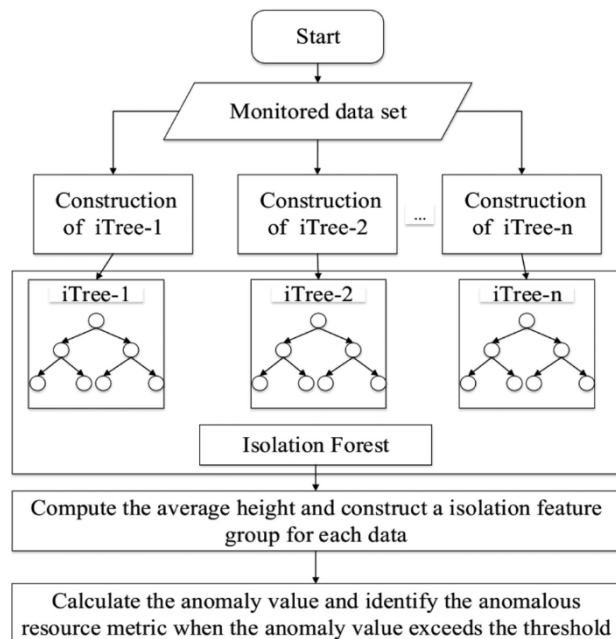 Start
Monitored data set
Construction
of iTree-1
Construction
of iTree-2
...
Construction
of iTree-n
iTree-1
iTree-2
iTree-n
Isolation Forest
Compute the average height and construct a isolation feature
group for each data
Calculate the anomaly value and identify the anomalous
resource metric when the anomaly value exceeds the threshold